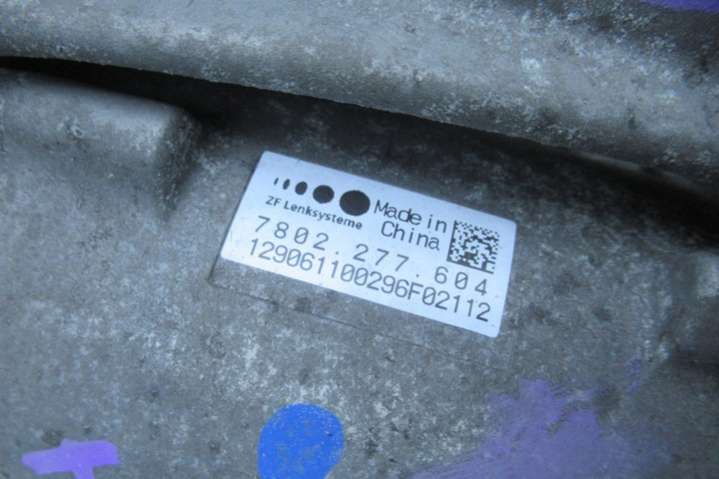 ZF Lenksysteme
Made in
China
7802.277.604
129061100296F02112